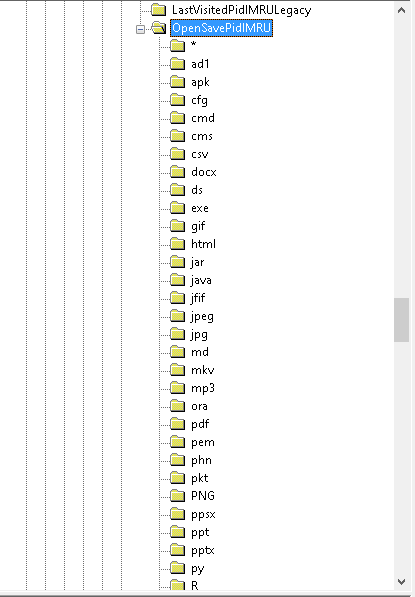 LastVisitedPidlMRULegacy
OpenSavePidlMRU
*
ad1
apk
cfg
cmd
cms
csv
docx
ds
exe
gif
html
jar
java
jfif
jpeg
jpg
md
mkv
mp3
ora
pdf
pem
phn
pkt
PNG
ppsx
ppt
pptx
py
R